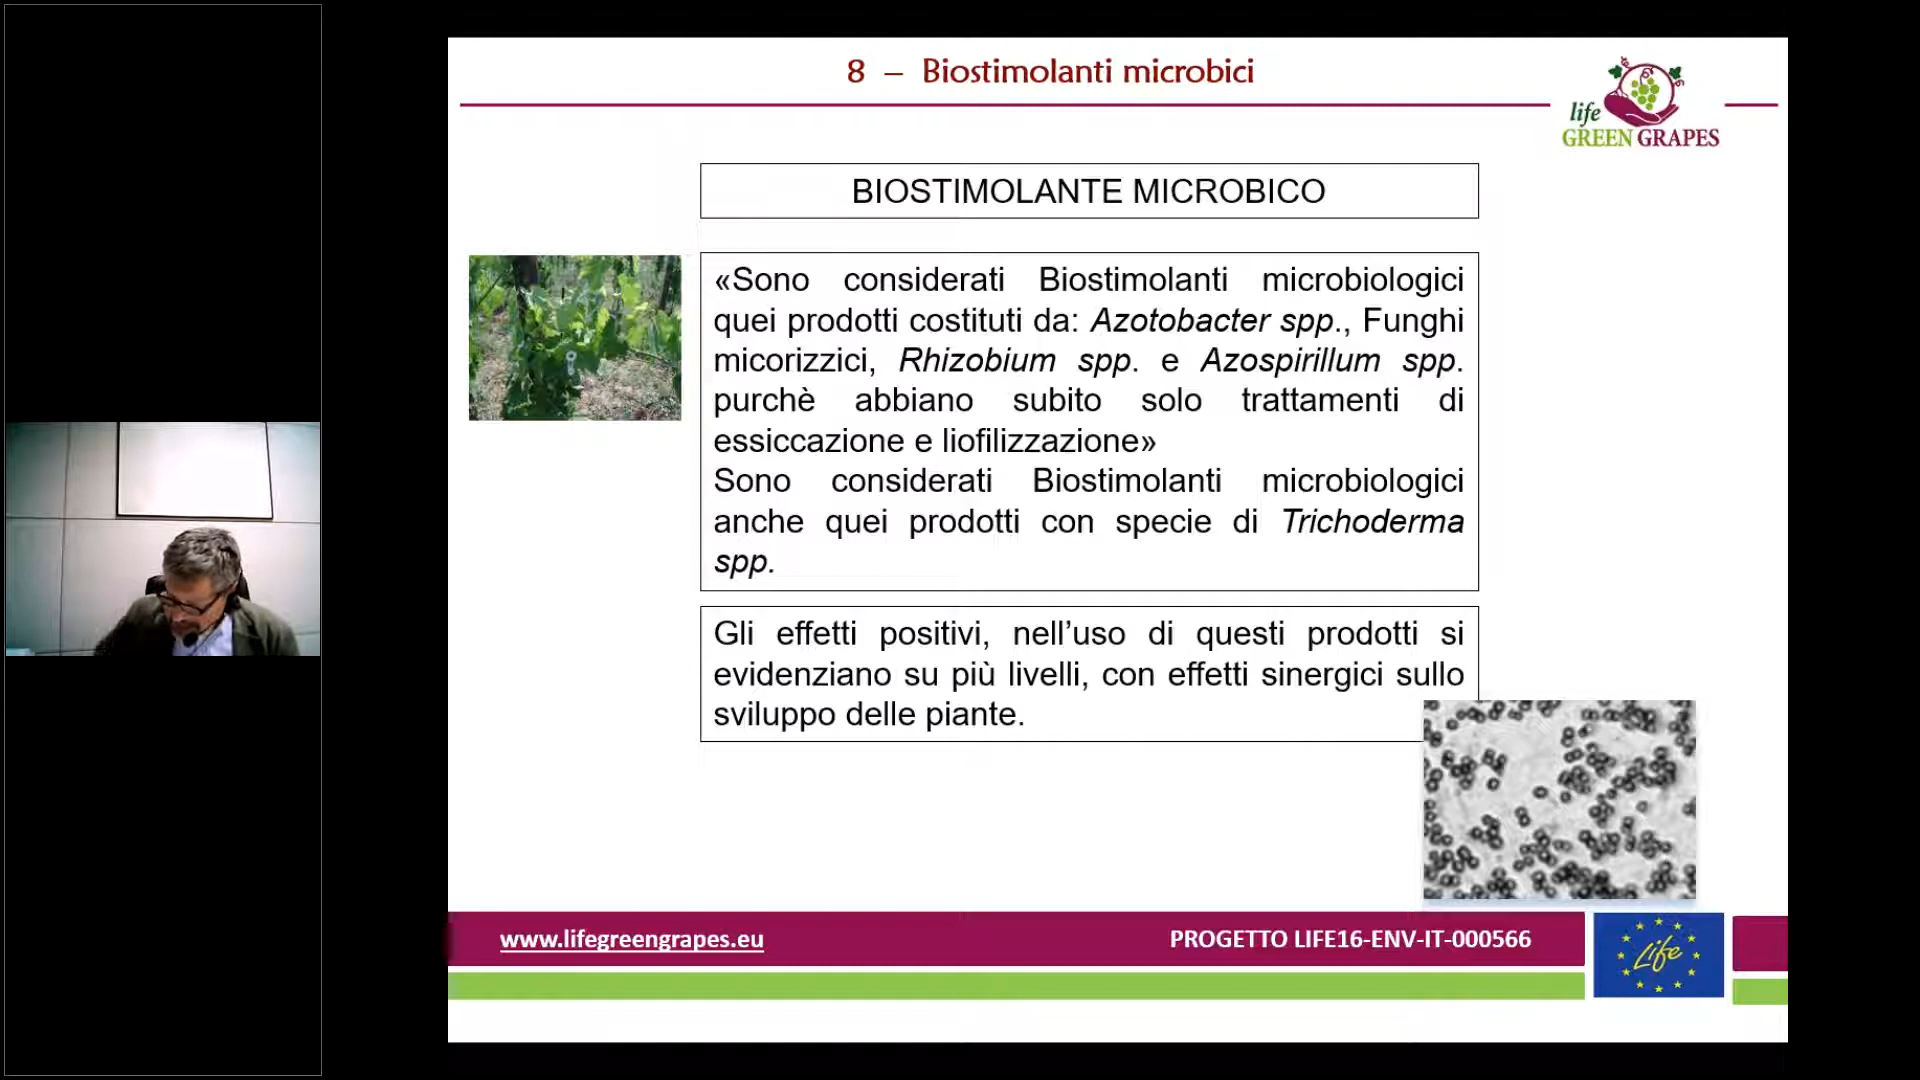 8 – Biostimolanti microbici
life
GREEN GRAPES
BIOSTIMOLANTE MICROBICO
«Sono considerati Biostimolanti microbiologici
quei prodotti costituti da: Azotobacter spp., Funghi
micorizzici, Rhizobium spp. e Azospirillum spp.
purchè abbiano subito solo trattamenti di
essiccazione e liofilizzazione»
Sono considerati Biostimolanti microbiologici
anche quei prodotti con specie di Trichoderma
spp.
Gli effetti positivi, nell’uso di questi prodotti si
evidenziano su più livelli, con effetti sinergici sullo
sviluppo delle piante.
www.lifegreengrapes.eu
PROGETTO LIFE16-ENV-IT-000566
Life